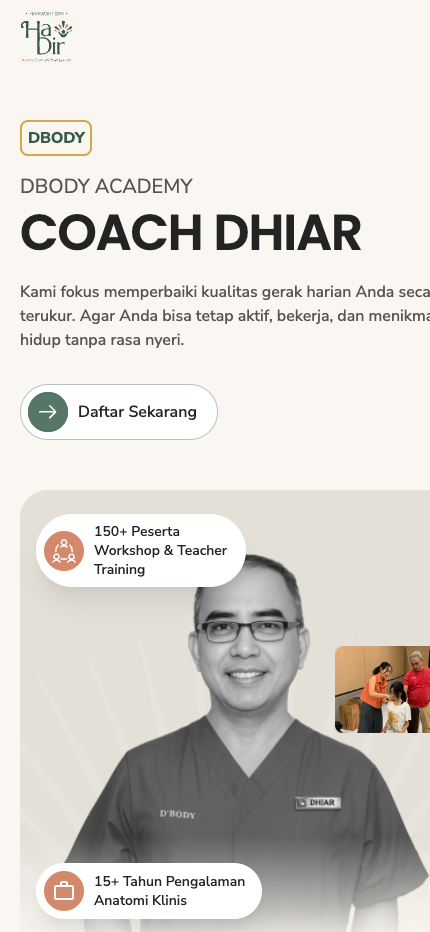 Ha
Dir
DBODY
DBODY ACADEMY
COACH DHIAR
Kami fokus memperbaiki kualitas gerak harian Anda seca
terukur. Agar Anda bisa tetap aktif, bekerja, dan menikma
hidup tanpa rasa nyeri.
Daftar Sekarang
150+ Peserta
Workshop & Teacher
Training
DHIAR
D'BODY
15+ Tahun Pengalaman
Anatomi Klinis